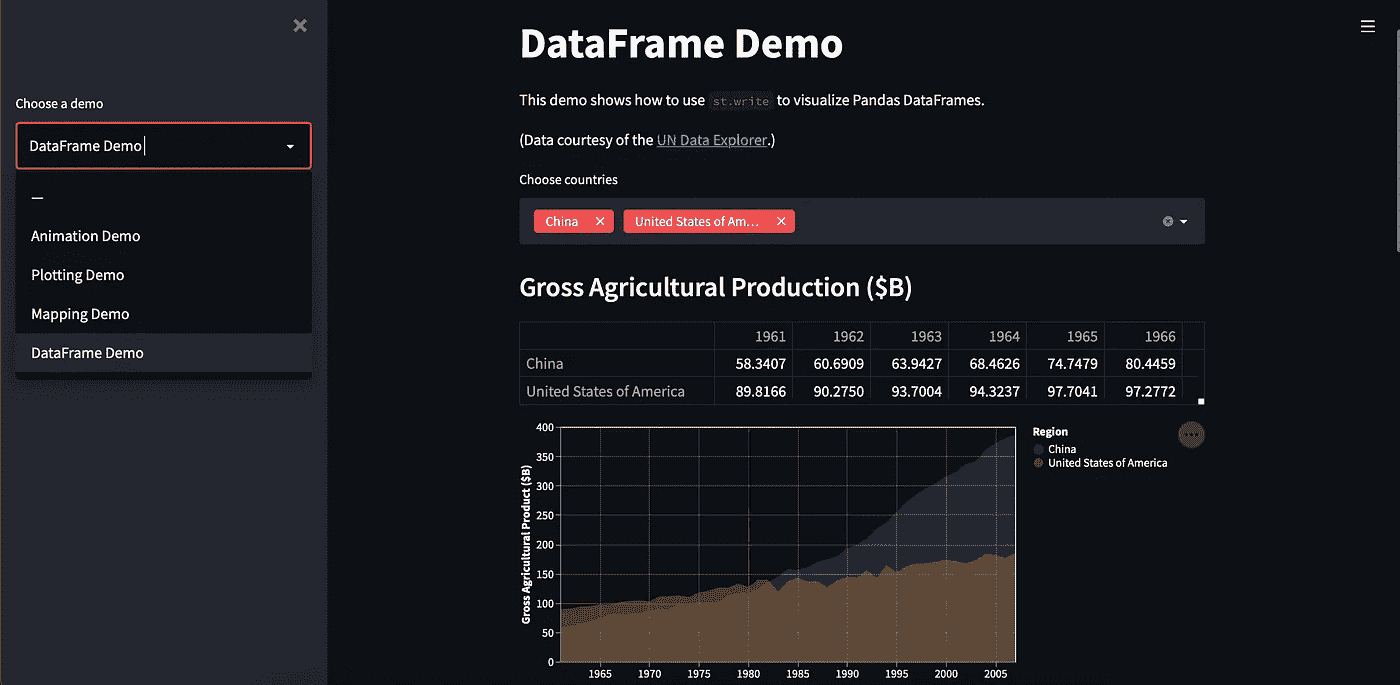 Choose a demo
DataFrame Demo
—
Animation Demo
Plotting Demo
Mapping Demo
DataFrame Demo
DataFrame Demo
This demo shows how to use st.write to visualize Pandas DataFrames.
(Data courtesy of the UN Data Explorer.)
Choose countries
China United States of Am...
Gross Agricultural Production ($B)
1961 1962 1963 1964 1965 1966
China 58.3407 60.6909 63.9427 68.4626 74.7479 80.4459
United States of America 89.8166 90.2750 93.7004 94.3237 97.7041 97.2772
Gross Agricultural Product ($B)
400
350
300
250
200
150
100
50
0
1965 1970 1975 1980 1985 1990 1995 2000 2005
Region
China
United States of America